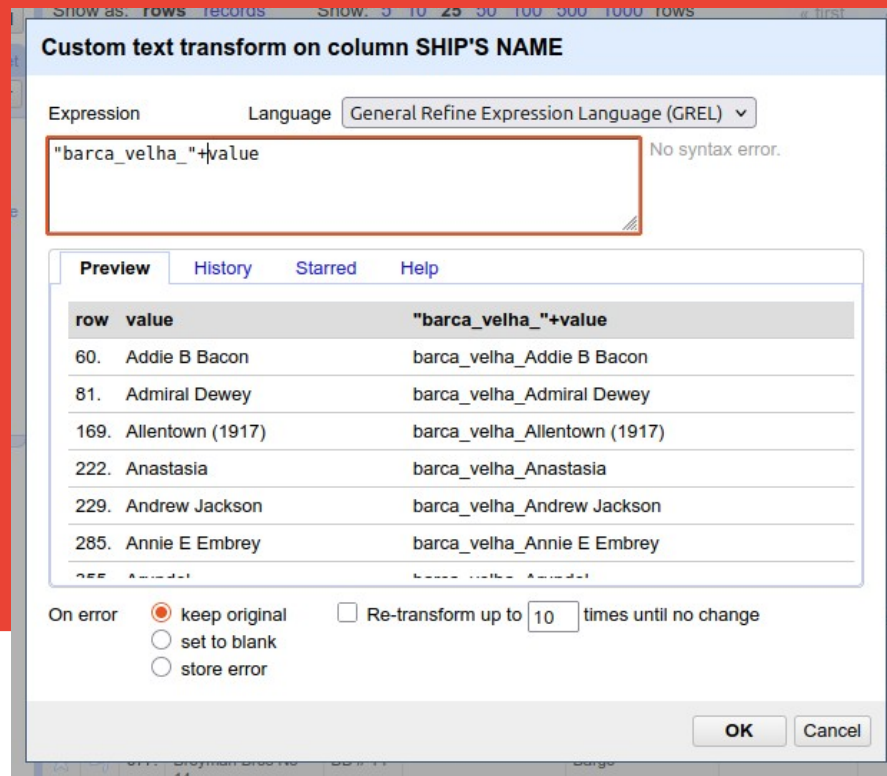 Show as: rows records Show: 5 10 25 50 100 500 1000 rows « first
Custom text transform on column SHIP'S NAME
Expression Language General Refine Expression Language (GREL)
"barca_velha_"+value No syntax error.
Preview History Starred Help
row value "barca_velha_"+value
60. Addie B Bacon barca_velha_Addie B Bacon
81. Admiral Dewey barca_velha_Admiral Dewey
169. Allentown (1917) barca_velha_Allentown (1917)
222. Anastasia barca_velha_Anastasia
229. Andrew Jackson barca_velha_Andrew Jackson
285. Annie E Embrey barca_velha_Annie E Embrey
355. Arundel barca_velha_Arundel
On error keep original Re-transform up to 10 times until no change
set to blank
store error
OK Cancel